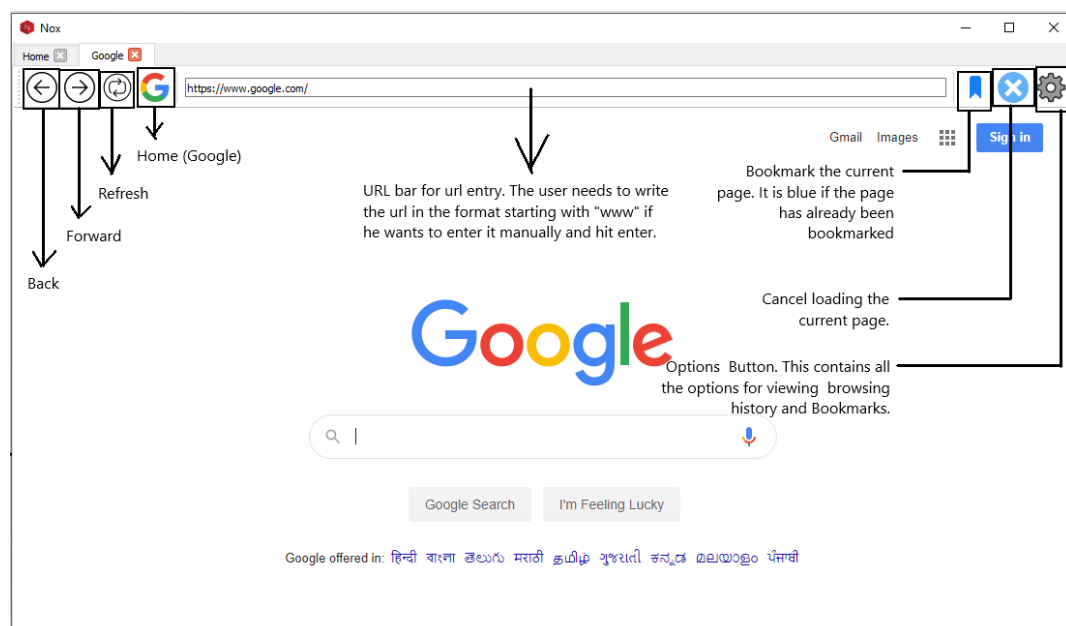 Nox
Home
Google
https://www.google.com/
Gmail Images
Sign in
Home (Google)
Refresh
Forward
Back
URL bar for url entry. The user needs to write
the url in the format starting with "www" if
he wants to enter it manually and hit enter.
Bookmark the current
page. It is blue if the page
has already been
bookmarked
Cancel loading the
current page.
Google
Options Button. This contains all
the options for viewing browsing
history and Bookmarks.
Google Search
I'm Feeling Lucky
Google offered in: हिन्दी বাংলা తెలుగు मराठी தமிழ் ગુજરાતી ಕನ್ನಡ മലയാളം ਪੰਜਾਬੀ